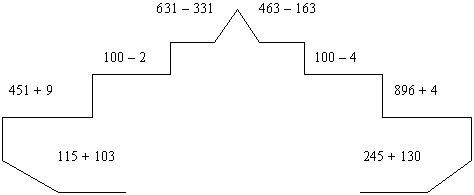 631 – 331 463 – 163
100 – 2 100 – 4
451 + 9 896 + 4
115 + 103 245 + 130